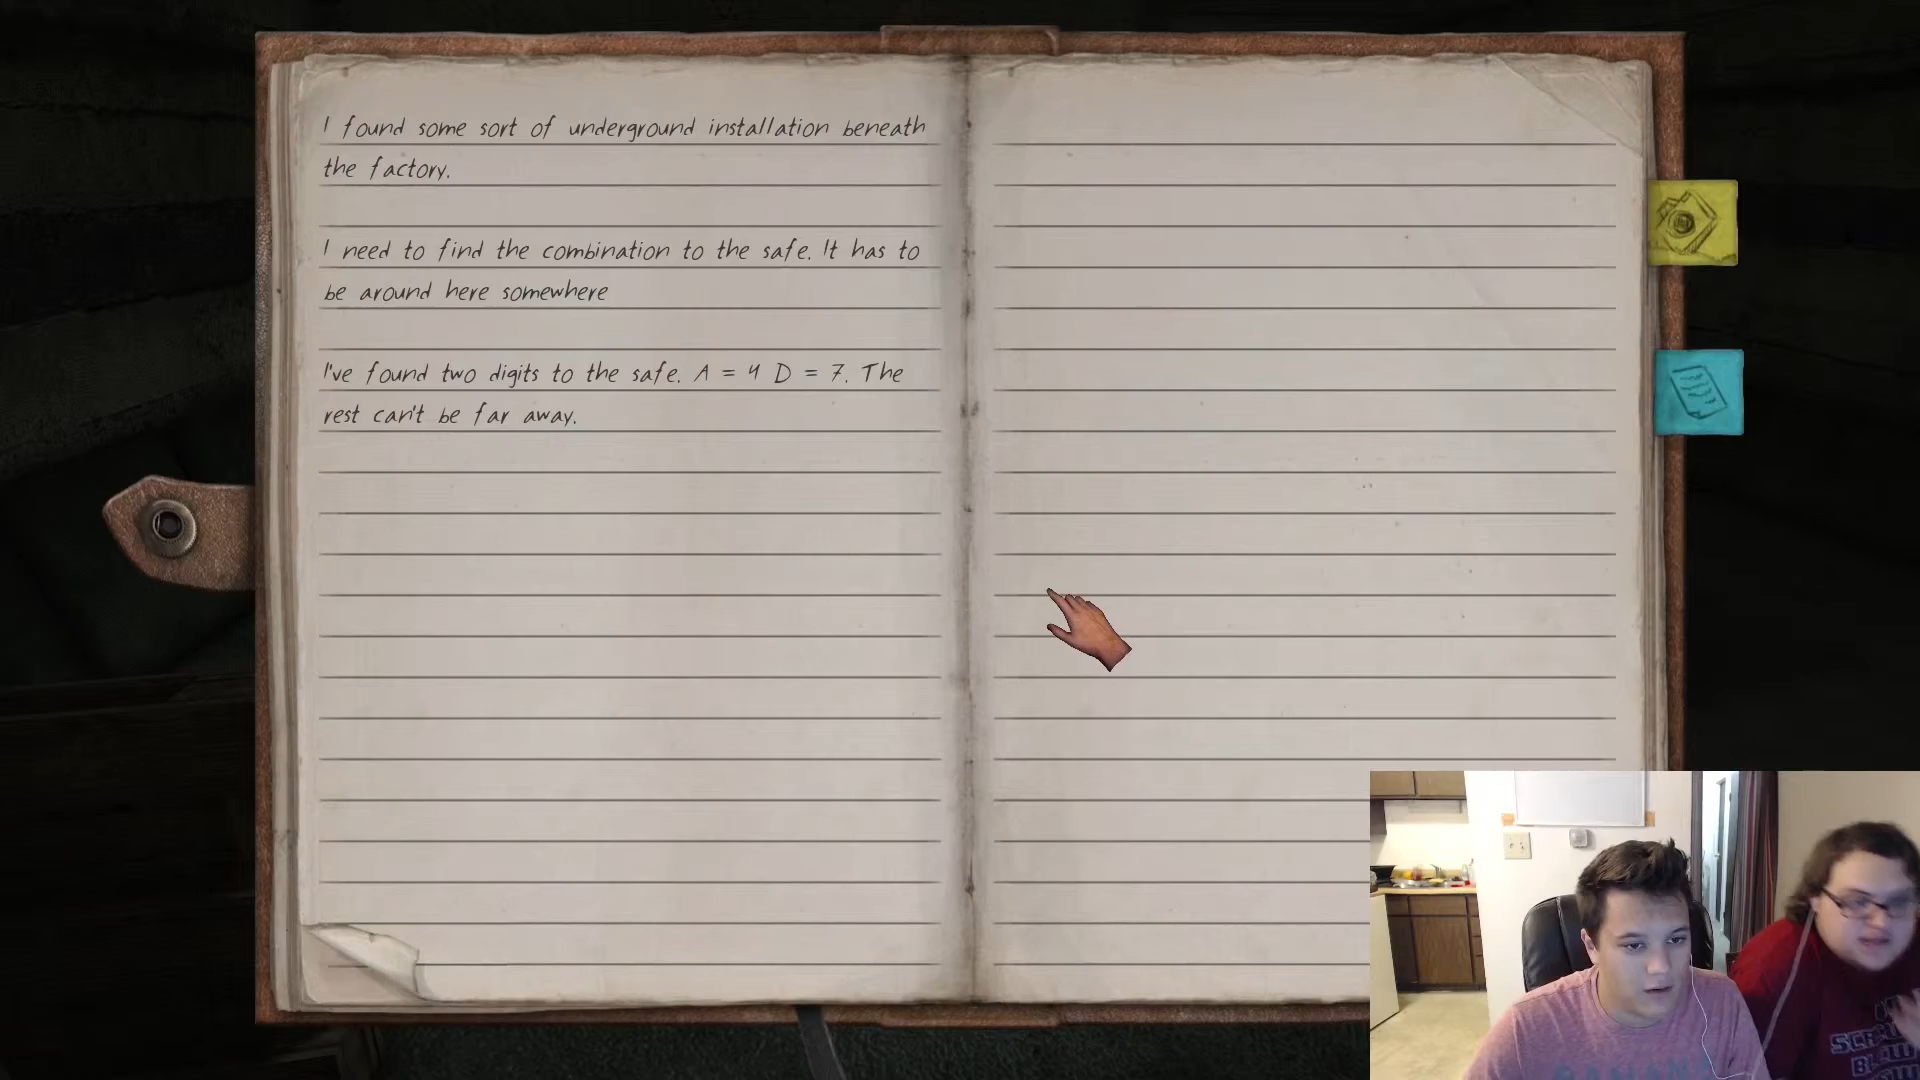 I found some sort of underground installation beneath
the factory.
I need to find the combination to the safe. It has to
be around here somewhere
I've found two digits to the safe. A = 4 D = 7. The
rest can't be far away.